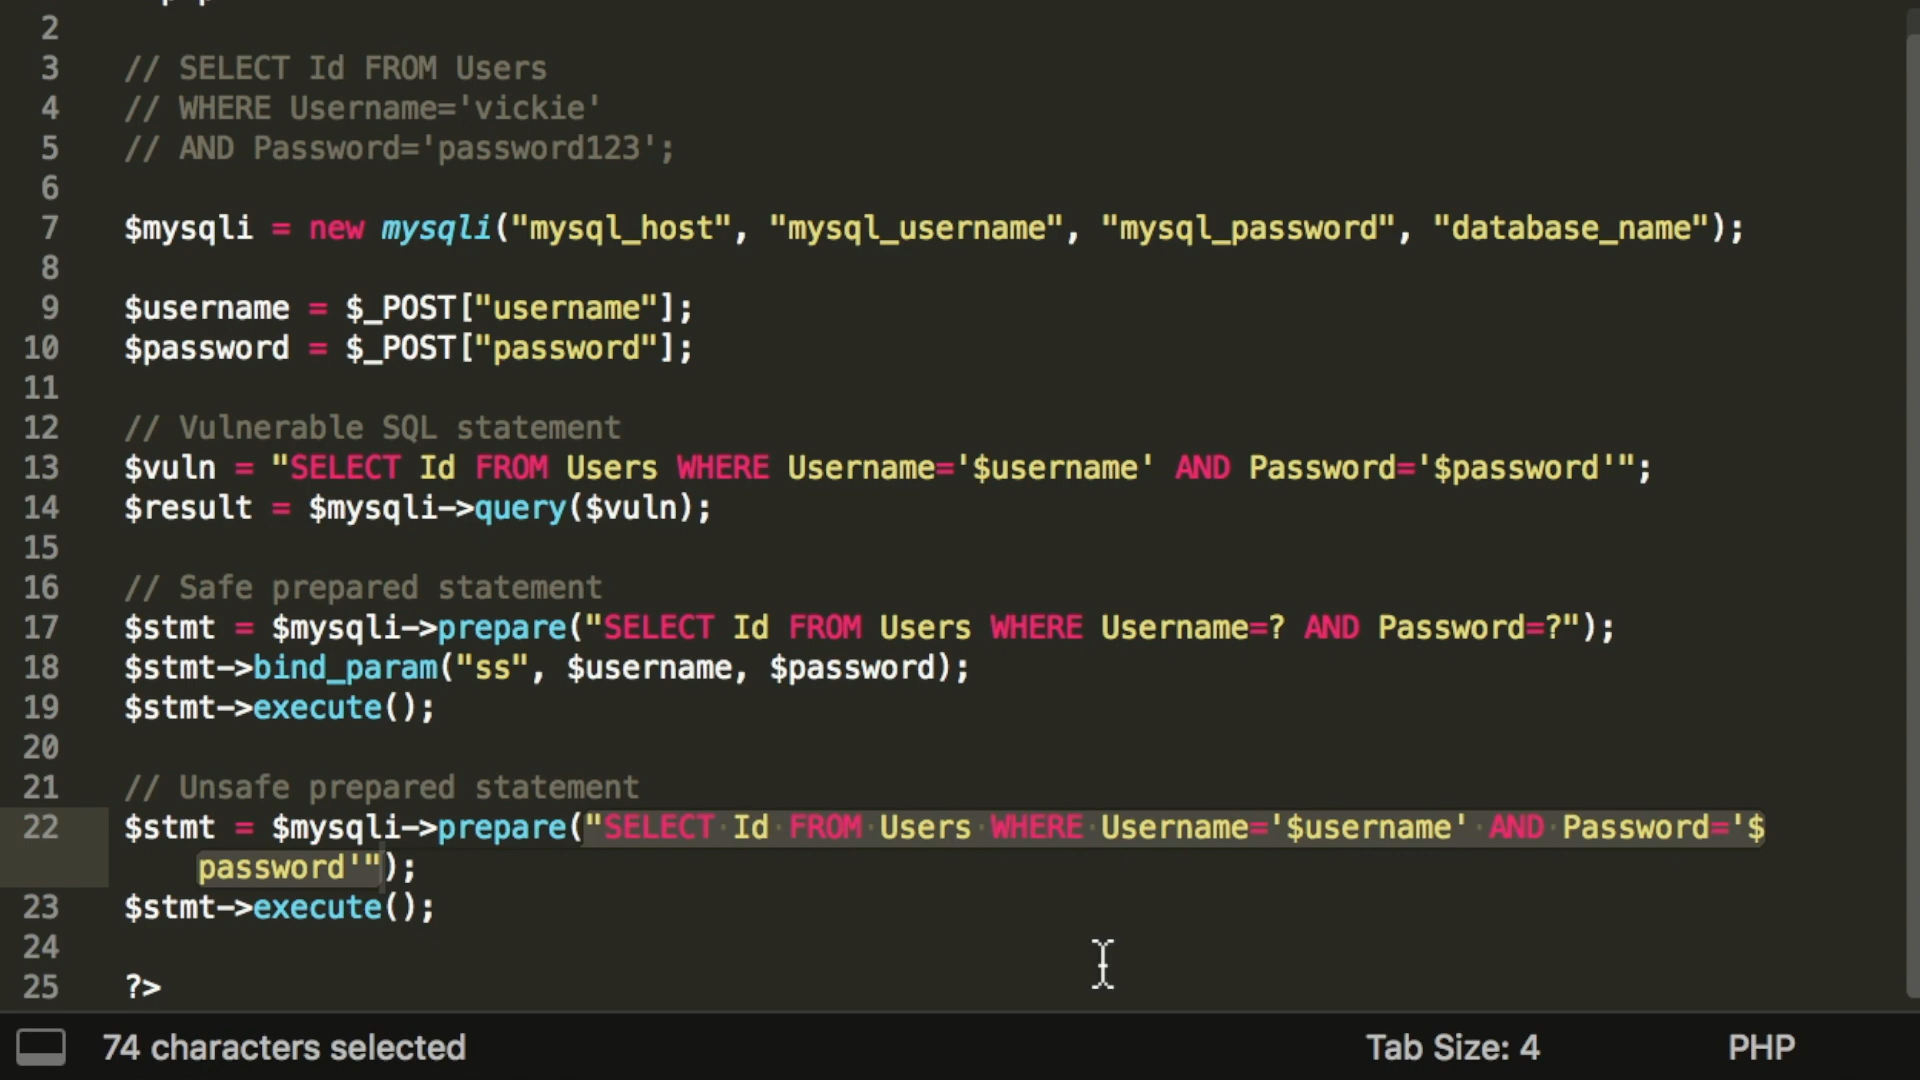 2
3 // SELECT Id FROM Users
4 // WHERE Username='vickie'
5 // AND Password='password123';
6
7 $mysqli = new mysqli("mysql_host", "mysql_username", "mysql_password", "database_name");
8
9 $username = $_POST["username"];
10 $password = $_POST["password"];
11
12 // Vulnerable SQL statement
13 $vuln = "SELECT Id FROM Users WHERE Username='$username' AND Password='$password'";
14 $result = $mysqli->query($vuln);
15
16 // Safe prepared statement
17 $stmt = $mysqli->prepare("SELECT Id FROM Users WHERE Username=? AND Password=?");
18 $stmt->bind_param("ss", $username, $password);
19 $stmt->execute();
20
21 // Unsafe prepared statement
22 $stmt = $mysqli->prepare("SELECT Id FROM Users WHERE Username='$username' AND Password='$
password'");
23 $stmt->execute();
24
25 ?>
74 characters selected Tab Size: 4 PHP